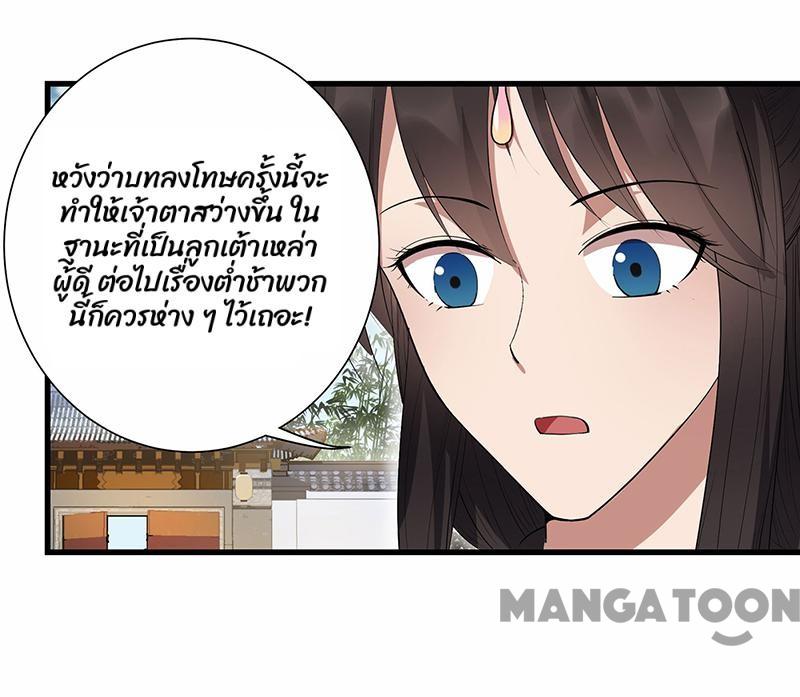 หวังว่าบทลงโทษครั้งนี้จะ
ทำให้เจ้าตาสว่างขึ้น ใน
ฐานะที่เป็นลูกเต้าเหล่า
ผู้ดี ต่อไปเรื่องต่ำช้าพวก
นี้ก็ควรห่าง ๆ ไว้เถอะ!
MANGATOON